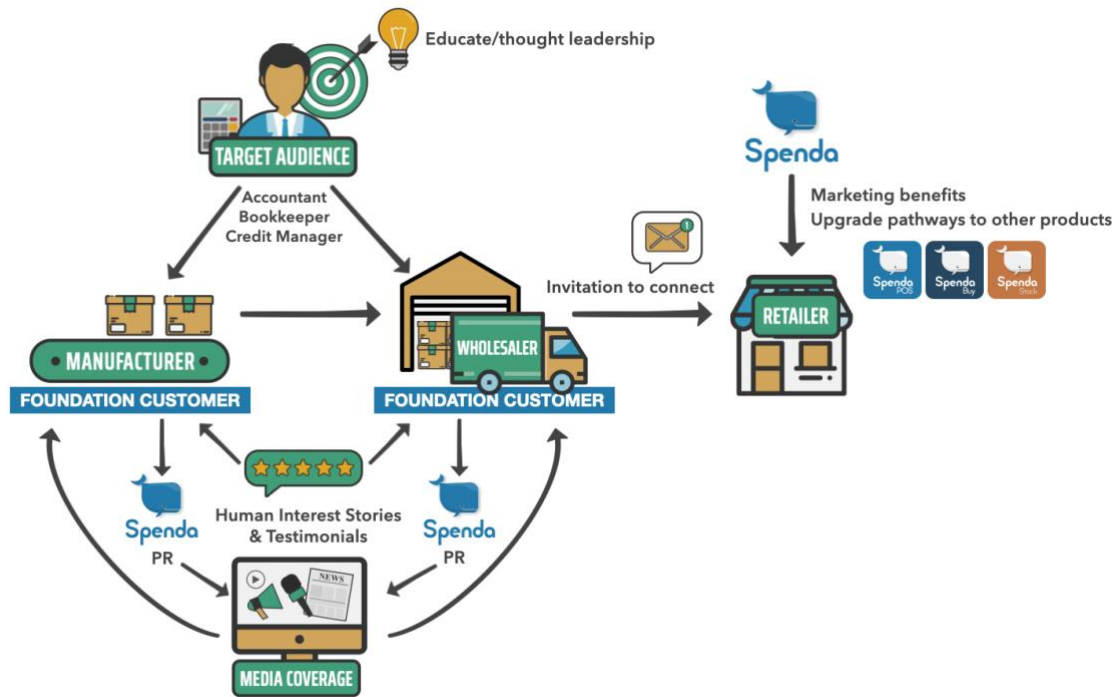 Educate/thought leadership
TARGET AUDIENCE
Accountant
Bookkeeper
Credit Manager
Spenda
Marketing benefits
Upgrade pathways to other products
Spenda
POS
Spenda
Buy
Spenda
Stock
1
Invitation to connect
MANUFACTURER
WHOLESALER
RETAILER
FOUNDATION CUSTOMER
FOUNDATION CUSTOMER
Spenda
PR
Human Interest Stories
& Testimonials
Spenda
PR
NEWS
MEDIA COVERAGE